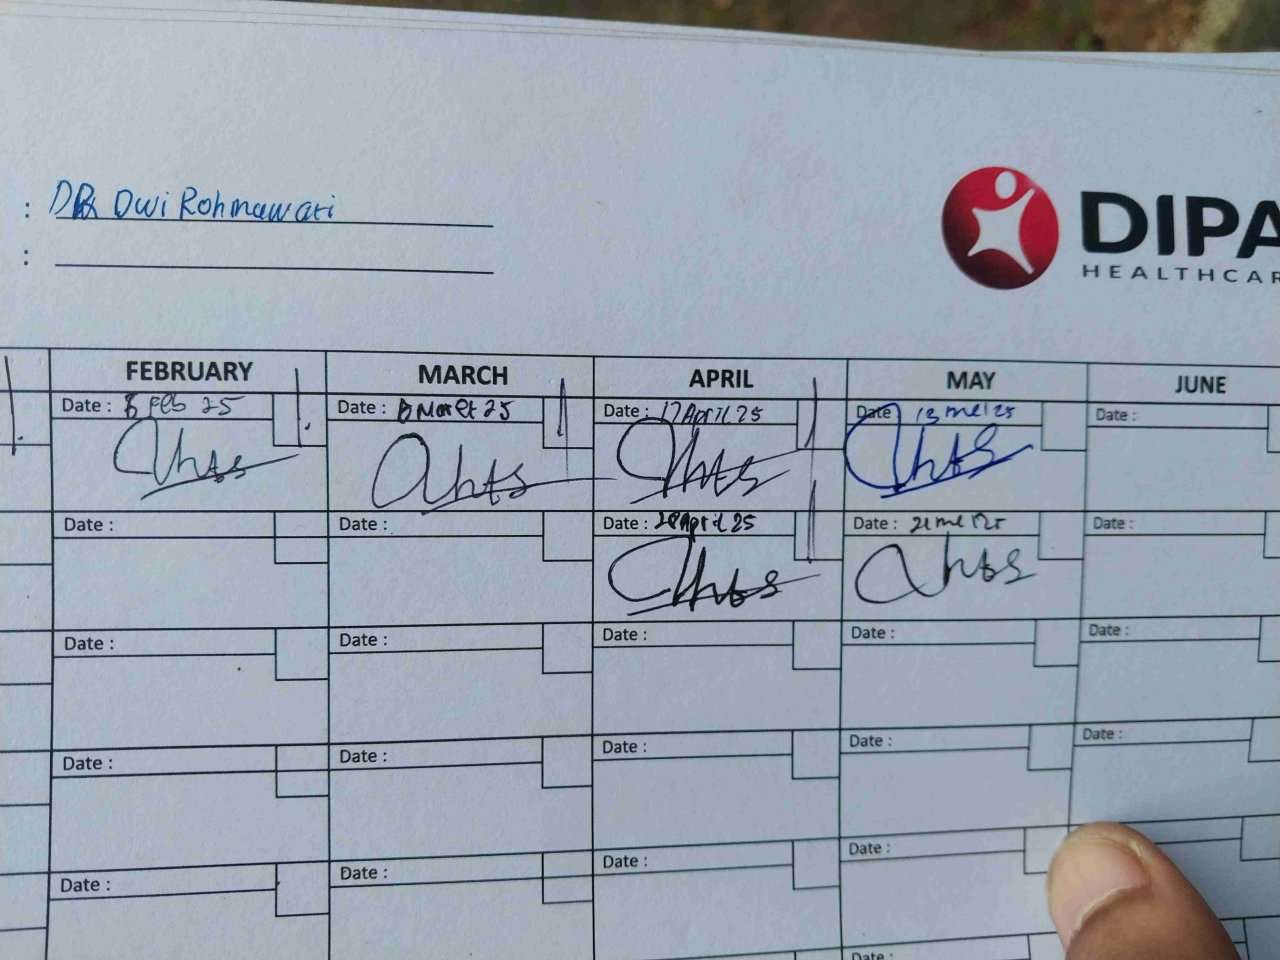 : DR Dwi Rohmawati
:
DIPA
HEALTHCAR
FEBRUARY MARCH APRIL MAY JUNE
Date : Feb 25 Date : Maret 25 Date : 17 April 25 Date 13 mei 25 Date :
Date : Date : Date : 28 April 25 Date : 21 mei 25 Date :
Date : Date : Date : Date : Date :
Date : Date : Date : Date : Date :
Date : Date : Date : Date :
Date :